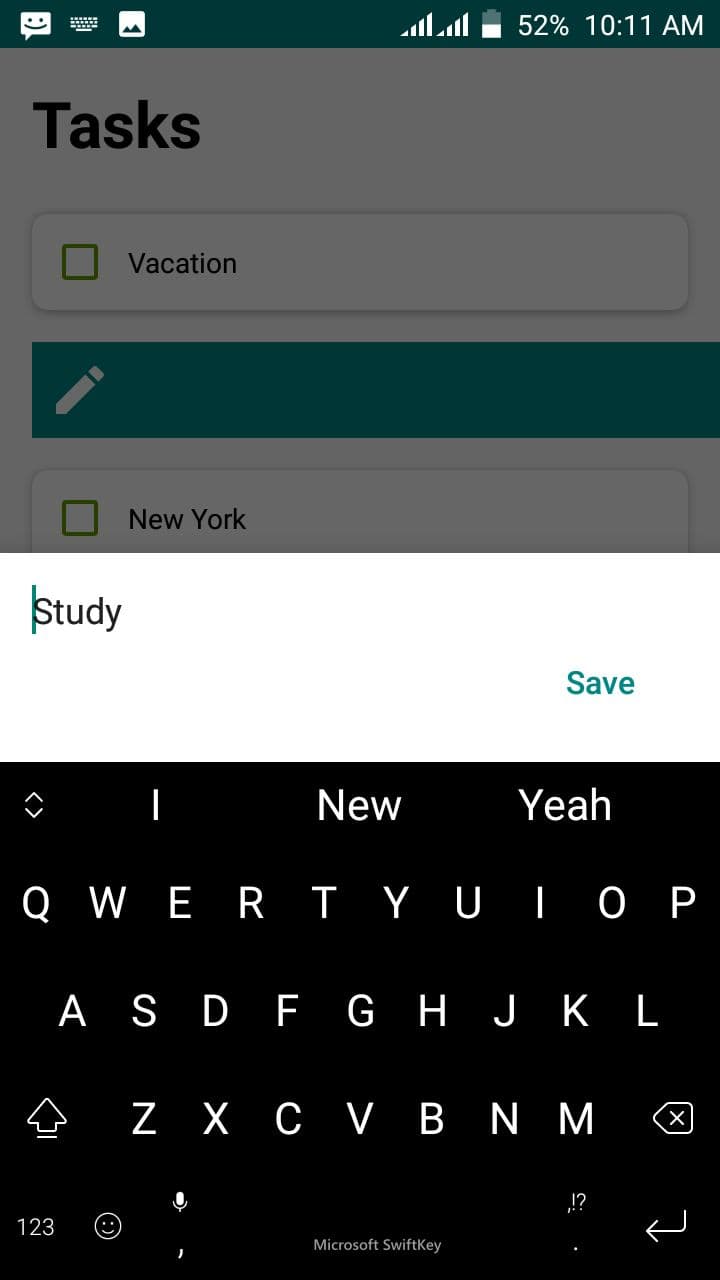 52% 10:11 AM
Tasks
Vacation
New York
Study
Save
I New Yeah
Q W E R T Y U I O P
A S D F G H J K L
Z X C V B N M
,!?
123 , Microsoft SwiftKey .